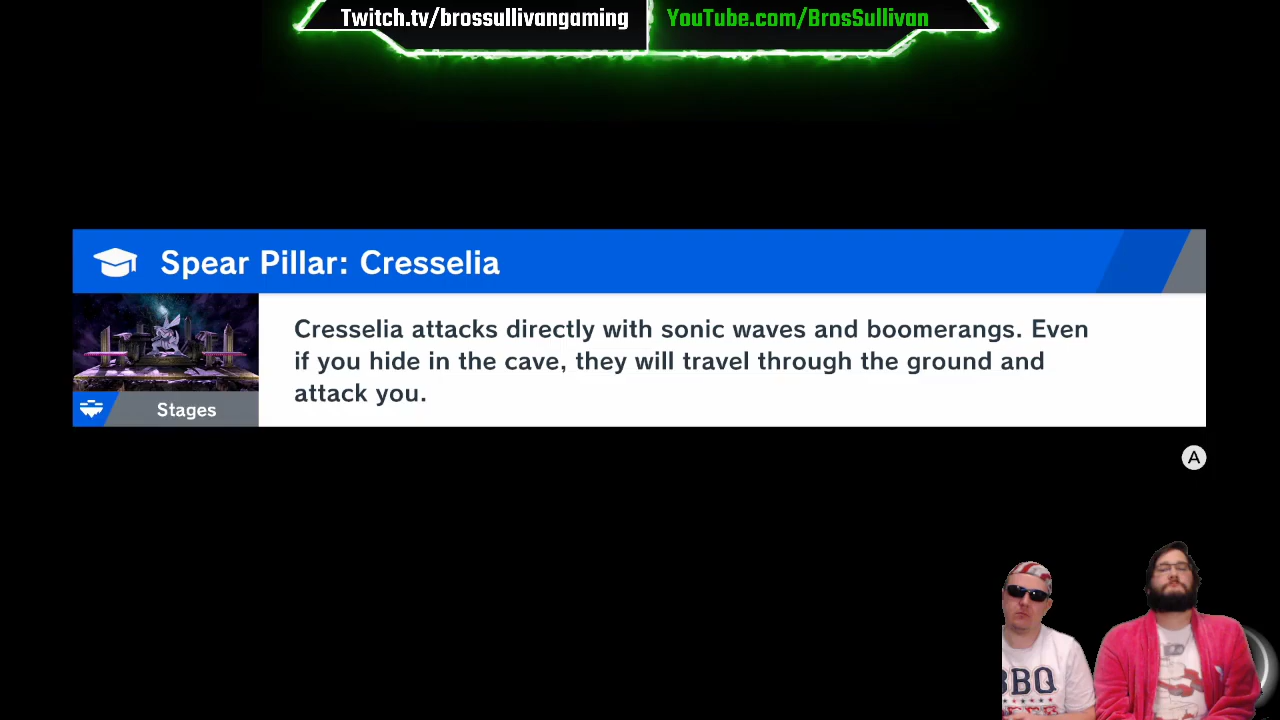 Twitch.tv/brossullivangaming
YouTube.com/BrosSullivan
Spear Pillar: Cresselia
Cresselia attacks directly with sonic waves and boomerangs. Even
if you hide in the cave, they will travel through the ground and
attack you.
Stages
A
BBQ